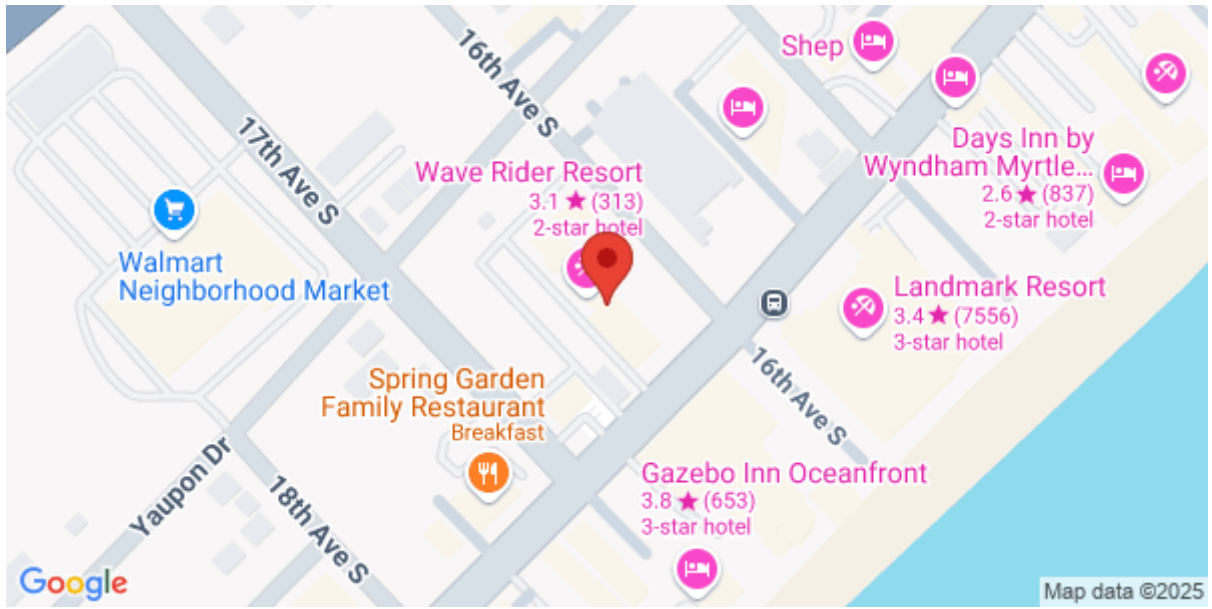 16th Ave S
Shep
17th Ave S
Days Inn by
Wyndham Myrtle...
2.6 ★ (837)
2-star hotel
Wave Rider Resort
3.1 ★ (313)
2-star hotel
Walmart
Neighborhood Market
Landmark Resort
3.4 ★ (7556)
3-star hotel
Spring Garden
Family Restaurant
Breakfast
16th Ave S
Yaupon Dr
18th Ave S
Gazebo Inn Oceanfront
3.8 ★ (653)
3-star hotel
Google
Map data ©2025